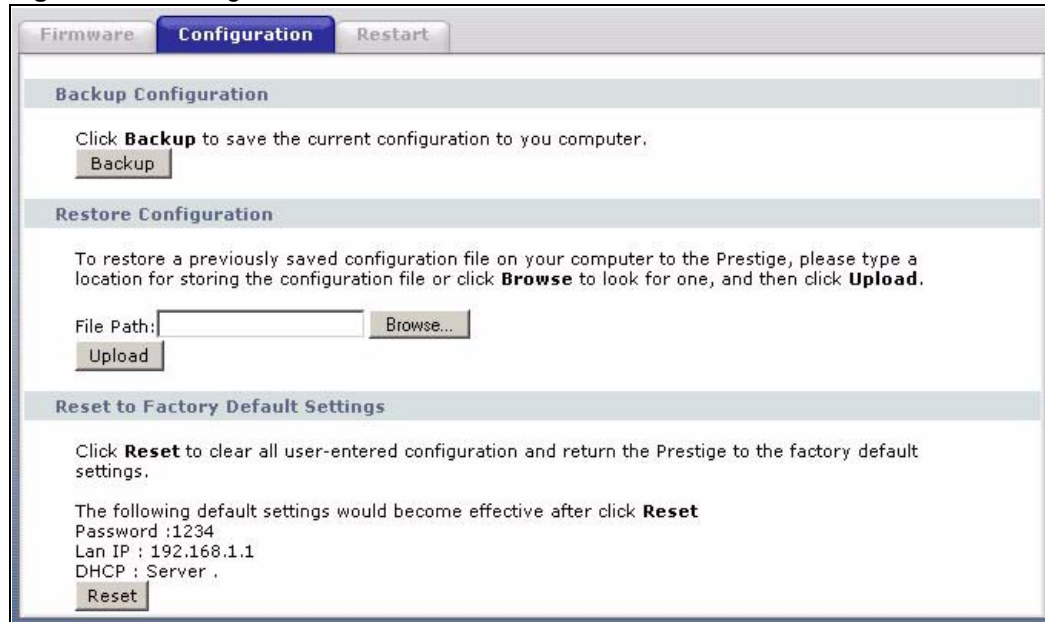 Firmware Configuration Restart
Backup Configuration
Click Backup to save the current configuration to you computer.
Backup
Restore Configuration
To restore a previously saved configuration file on your computer to the Prestige, please type a
location for storing the configuration file or click Browse to look for one, and then click Upload.
File Path: Browse...
Upload
Reset to Factory Default Settings
Click Reset to clear all user-entered configuration and return the Prestige to the factory default
settings.
The following default settings would become effective after click Reset
Password :1234
Lan IP : 192.168.1.1
DHCP : Server .
Reset